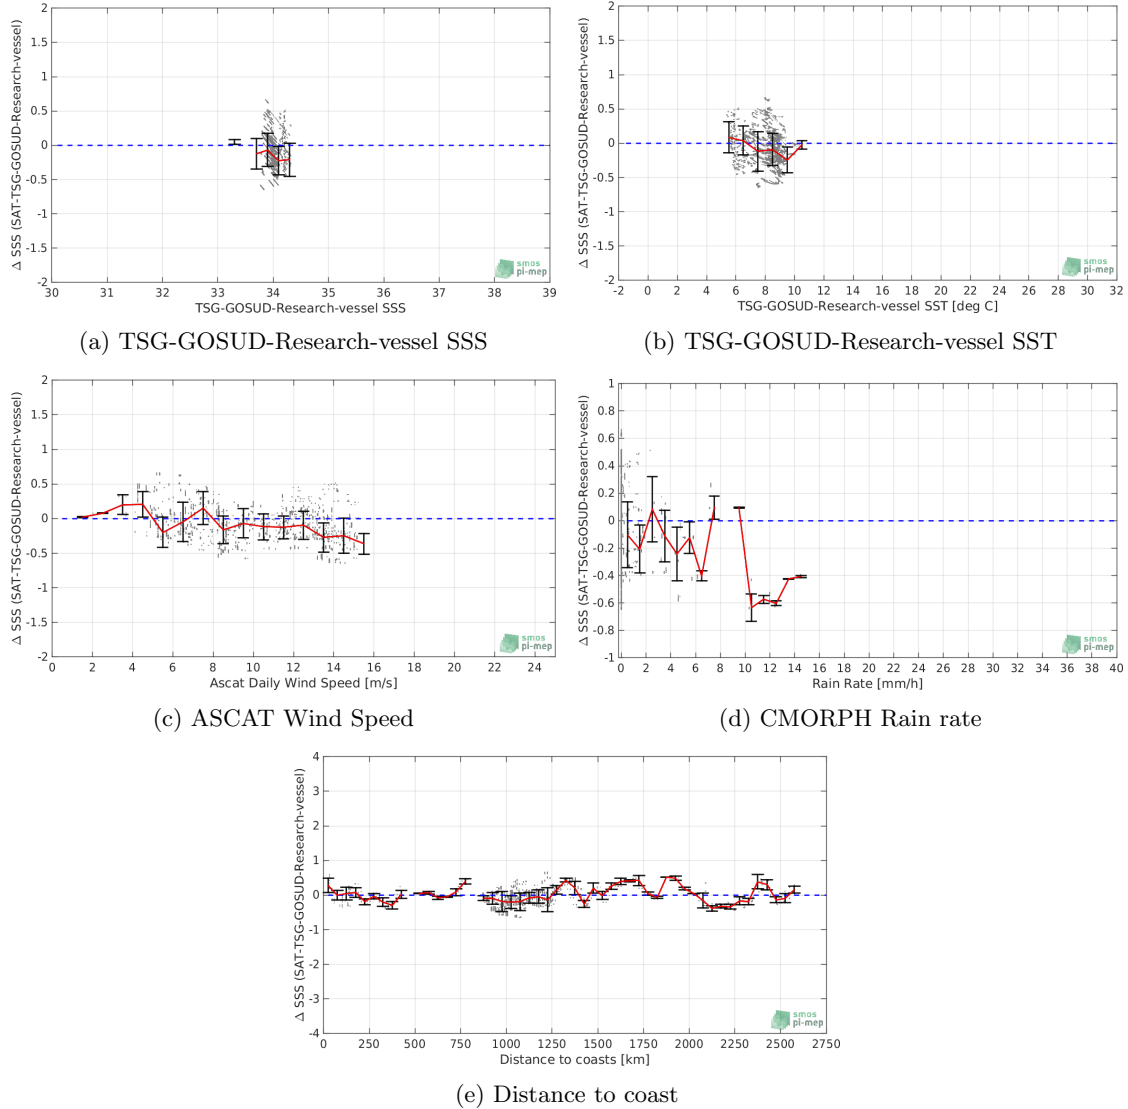 2
1.5
1
0.5
0
-0.5
-1
-1.5
-2
Δ SSS (SAT-TSG-GOSUD-Research-vessel)
30 31 32 33 34 35 36 37 38 39
TSG-GOSUD-Research-vessel SSS
smos
pi-mep
(a) TSG-GOSUD-Research-vessel SSS
2
1.5
1
0.5
0
-0.5
-1
-1.5
-2
Δ SSS (SAT-TSG-GOSUD-Research-vessel)
-2 0 2 4 6 8 10 12 14 16 18 20 22 24 26 28 30 32
TSG-GOSUD-Research-vessel SST [deg C]
smos
pi-mep
(b) TSG-GOSUD-Research-vessel SST
2
1.5
1
0.5
0
-0.5
-1
-1.5
-2
Δ SSS (SAT-TSG-GOSUD-Research-vessel)
2 4 6 8 10 12 14 16 18 20 22 24
Ascat Daily Wind Speed [m/s]
smos
pi-mep
(c) ASCAT Wind Speed
1
0.8
0.6
0.4
0.2
0
-0.2
-0.4
-0.6
-0.8
-1
Δ SSS (SAT-TSG-GOSUD-Research-vessel)
0 2 4 6 8 10 12 14 16 18 20 22 24 26 28 30 32 34 36 38 40
Rain Rate [mm/h]
smos
pi-mep
(d) CMORPH Rain rate
4
3
2
1
0
-1
-2
-3
-4
Δ SSS (SAT-TSG-GOSUD-Research-vessel)
0 250 500 750 1000 1250 1500 1750 2000 2250 2500 2750
Distance to coasts [km]
smos
pi-mep
(e) Distance to coast